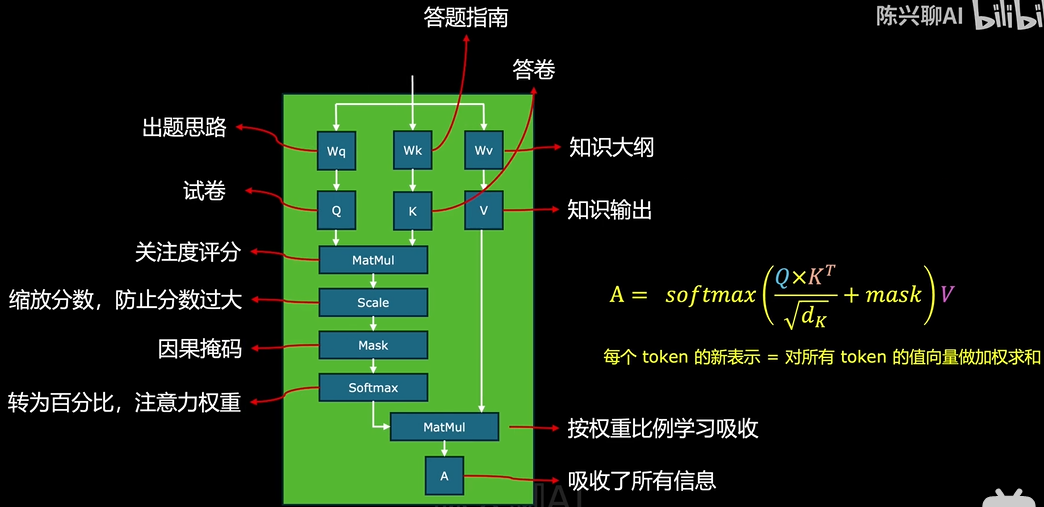 陈兴聊AI bilibili
答题指南
答卷
出题思路
Wq
Wk
Wv
知识大纲
试卷
Q
K
V
知识输出
关注度评分
MatMul
缩放分数，防止分数过大
Scale
A = softmax(Q×K^T/√d_K + mask)V
因果掩码
Mask
每个 token 的新表示 = 对所有 token 的值向量做加权求和
转为百分比，注意力权重
Softmax
MatMul
按权重比例学习吸收
A
吸收了所有信息